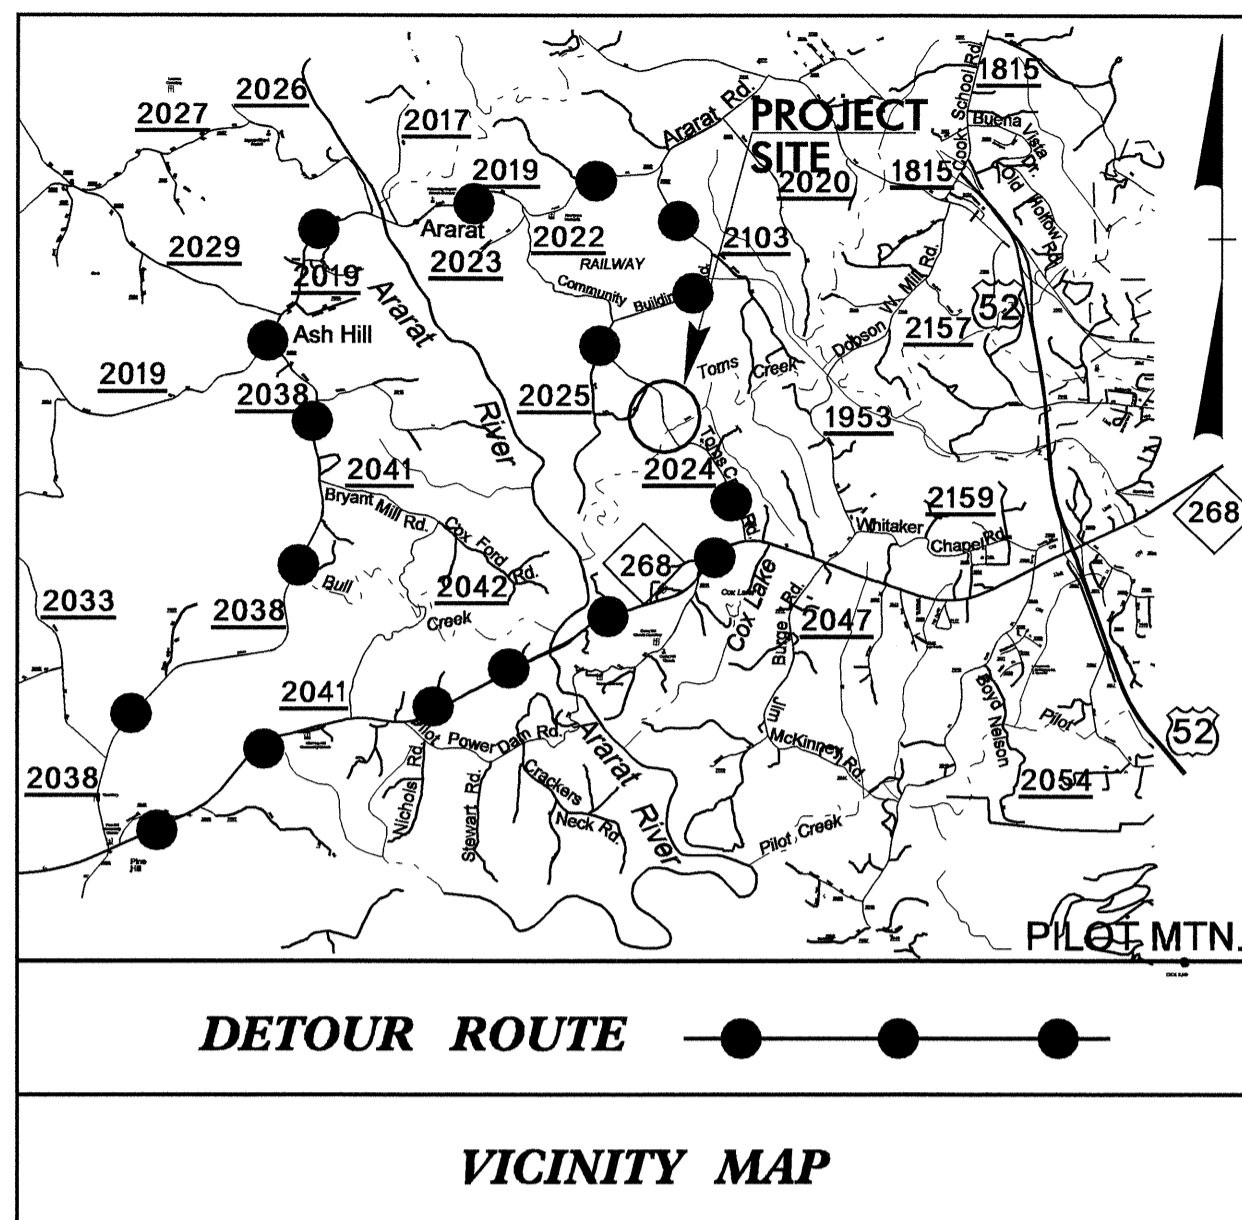 1815
Cook School Rd.
2026
2027
2017
Ararat Rd.
PROJECT
SITE
Buena Vista Dr.
2019
2020
1815
Old Hollow Rd.
Ararat
2022
2103
2029
2023
RAILWAY
2019
Community Building
W. Mill Rd.
52
Ararat River
Ash Hill
Dobson
2157
Toms Creek
2019
2038
2025
1953
2041
2024
Toms
Rd.
2159
Bryant Mill Rd.
Cox Ford Rd.
Whitaker Chapel Rd.
268
268
Bull Creek
2042
Cox Lake
2033
2038
Burge Rd.
2047
2041
Jim
Boyd Nelson
Pilot
52
Pilot
Power Dam Rd.
Ararat River
McKinney Rd.
2038
Nichols Rd.
Stewart Rd.
Crackers Neck Rd.
2054
Pilot Creek
Pine Hill
PILOT MTN.
DETOUR ROUTE
VICINITY MAP